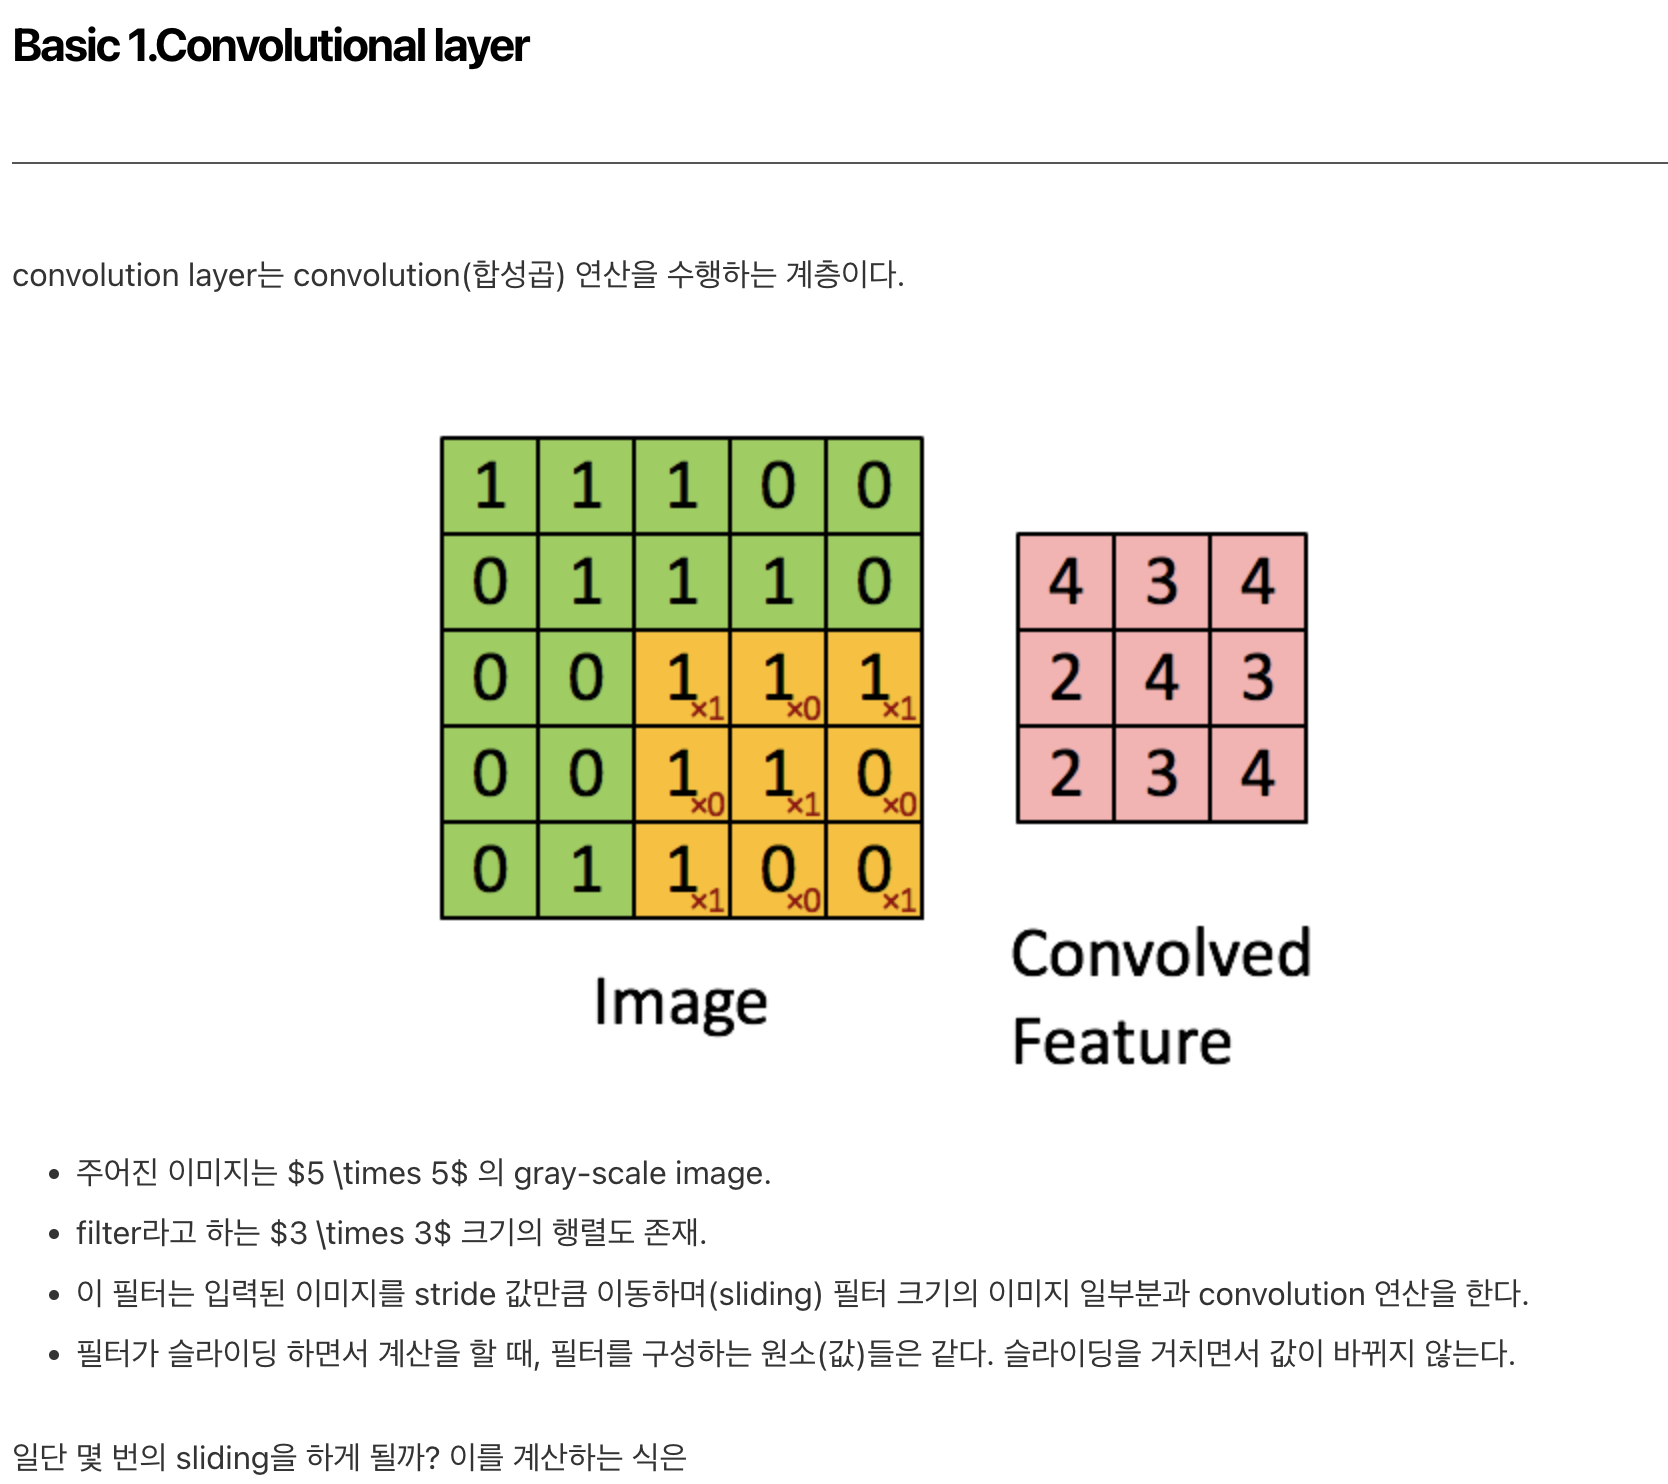 Basic 1.Convolutional layer
convolution layer는 convolution(합성곱) 연산을 수행하는 계층이다.
1 1 1 0 0
0 1 1 1 0
0 0 1×1 1×0 1×1
0 0 1×0 1×1 0×0
0 1 1×1 0×0 0×1
Image
4 3 4
2 4 3
2 3 4
Convolved
Feature
• 주어진 이미지는 $5 \times 5$ 의 gray-scale image.
• filter라고 하는 $3 \times 3$ 크기의 행렬도 존재.
• 이 필터는 입력된 이미지를 stride 값만큼 이동하며(sliding) 필터 크기의 이미지 일부분과 convolution 연산을 한다.
• 필터가 슬라이딩 하면서 계산을 할 때, 필터를 구성하는 원소(값)들은 같다. 슬라이딩을 거치면서 값이 바뀌지 않는다.
일단 몇 번의 sliding을 하게 될까? 이를 계산하는 식은